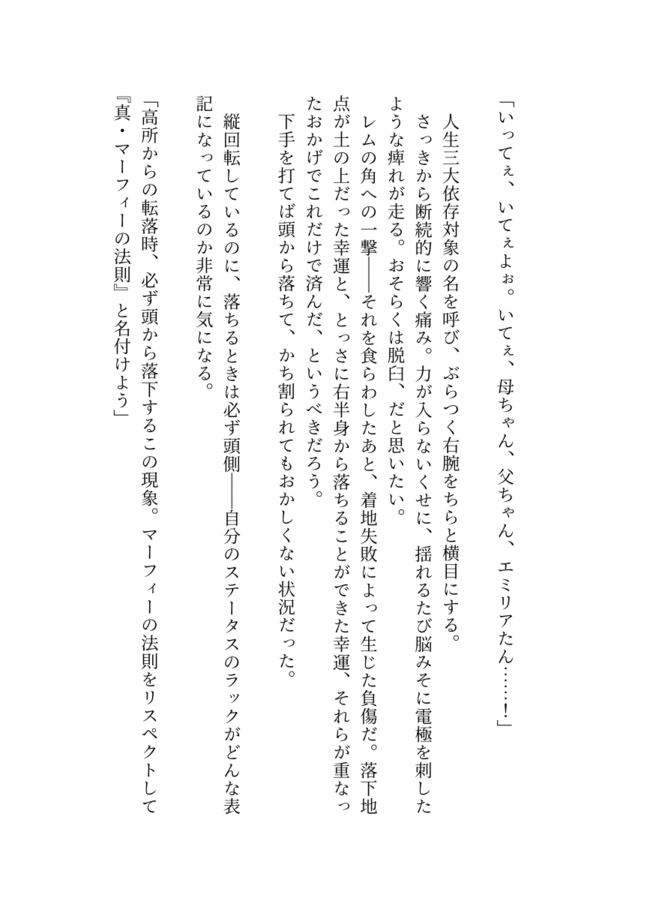 「いってぇ、いてぇよぉ。いてぇ、母ちゃん、父ちゃん、エミリアたん……！」
人生三大依存対象の名を呼び、ぶらつく右腕をちらと横目にする。
さっきから断続的に響く痛み。力が入らないくせに、揺れるたび脳みそに電極を刺した
ような痺れが走る。おそらくは脱臼、だと思いたい。
レムの角への一撃――それを食らわしたあと、着地失敗によって生じた負傷だ。落下地
点が土の上だった幸運と、とっさに右半身から落ちることができた幸運、それらが重なっ
たおかげでこれだけで済んだ、というべきだろう。
下手を打てば頭から落ちて、かち割られてもおかしくない状況だった。
縦回転しているのに、落ちるときは必ず頭側――自分のステータスのラックがどんな表
記になっているのか非常に気になる。
「高所からの転落時、必ず頭から落下するこの現象。マーフィーの法則をリスペクトして
『真・マーフィーの法則』と名付けよう」